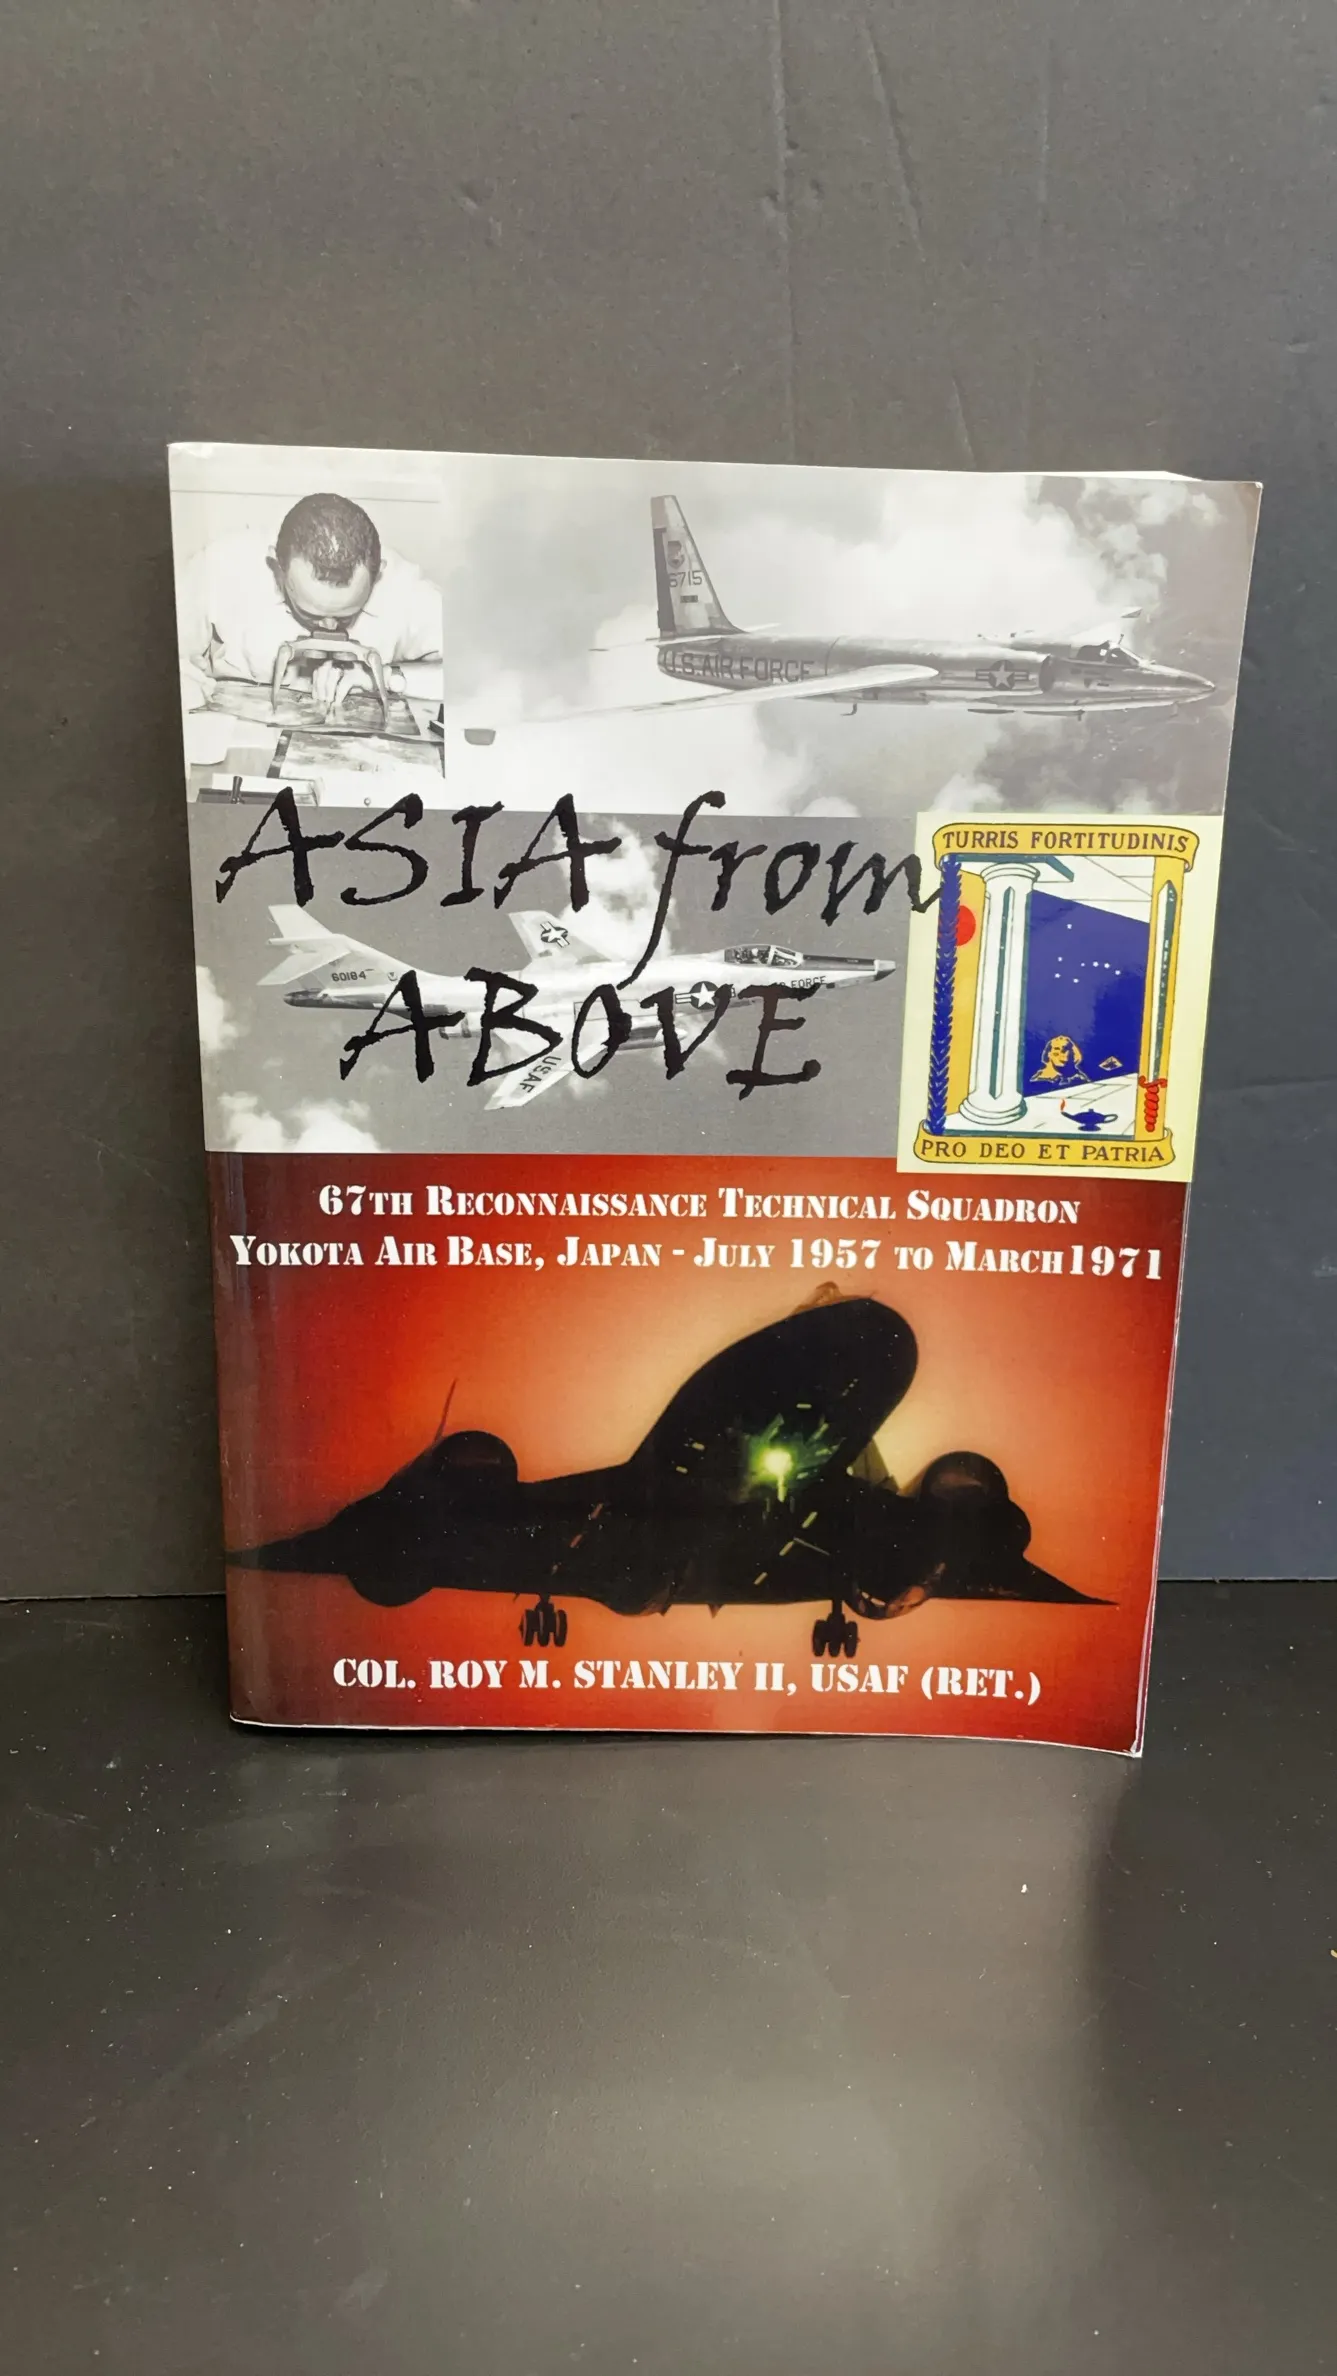 6715
U.S. AIR FORCE
ASIA from
TURRIS FORTITUDINIS
60184
FORCE
ABOVE
USAF
PRO DEO ET PATRIA
67TH RECONNAISSANCE TECHNICAL SQUADRON
YOKOTA AIR BASE, JAPAN - JULY 1957 TO MARCH 1971
COL. ROY M. STANLEY II, USAF (RET.)